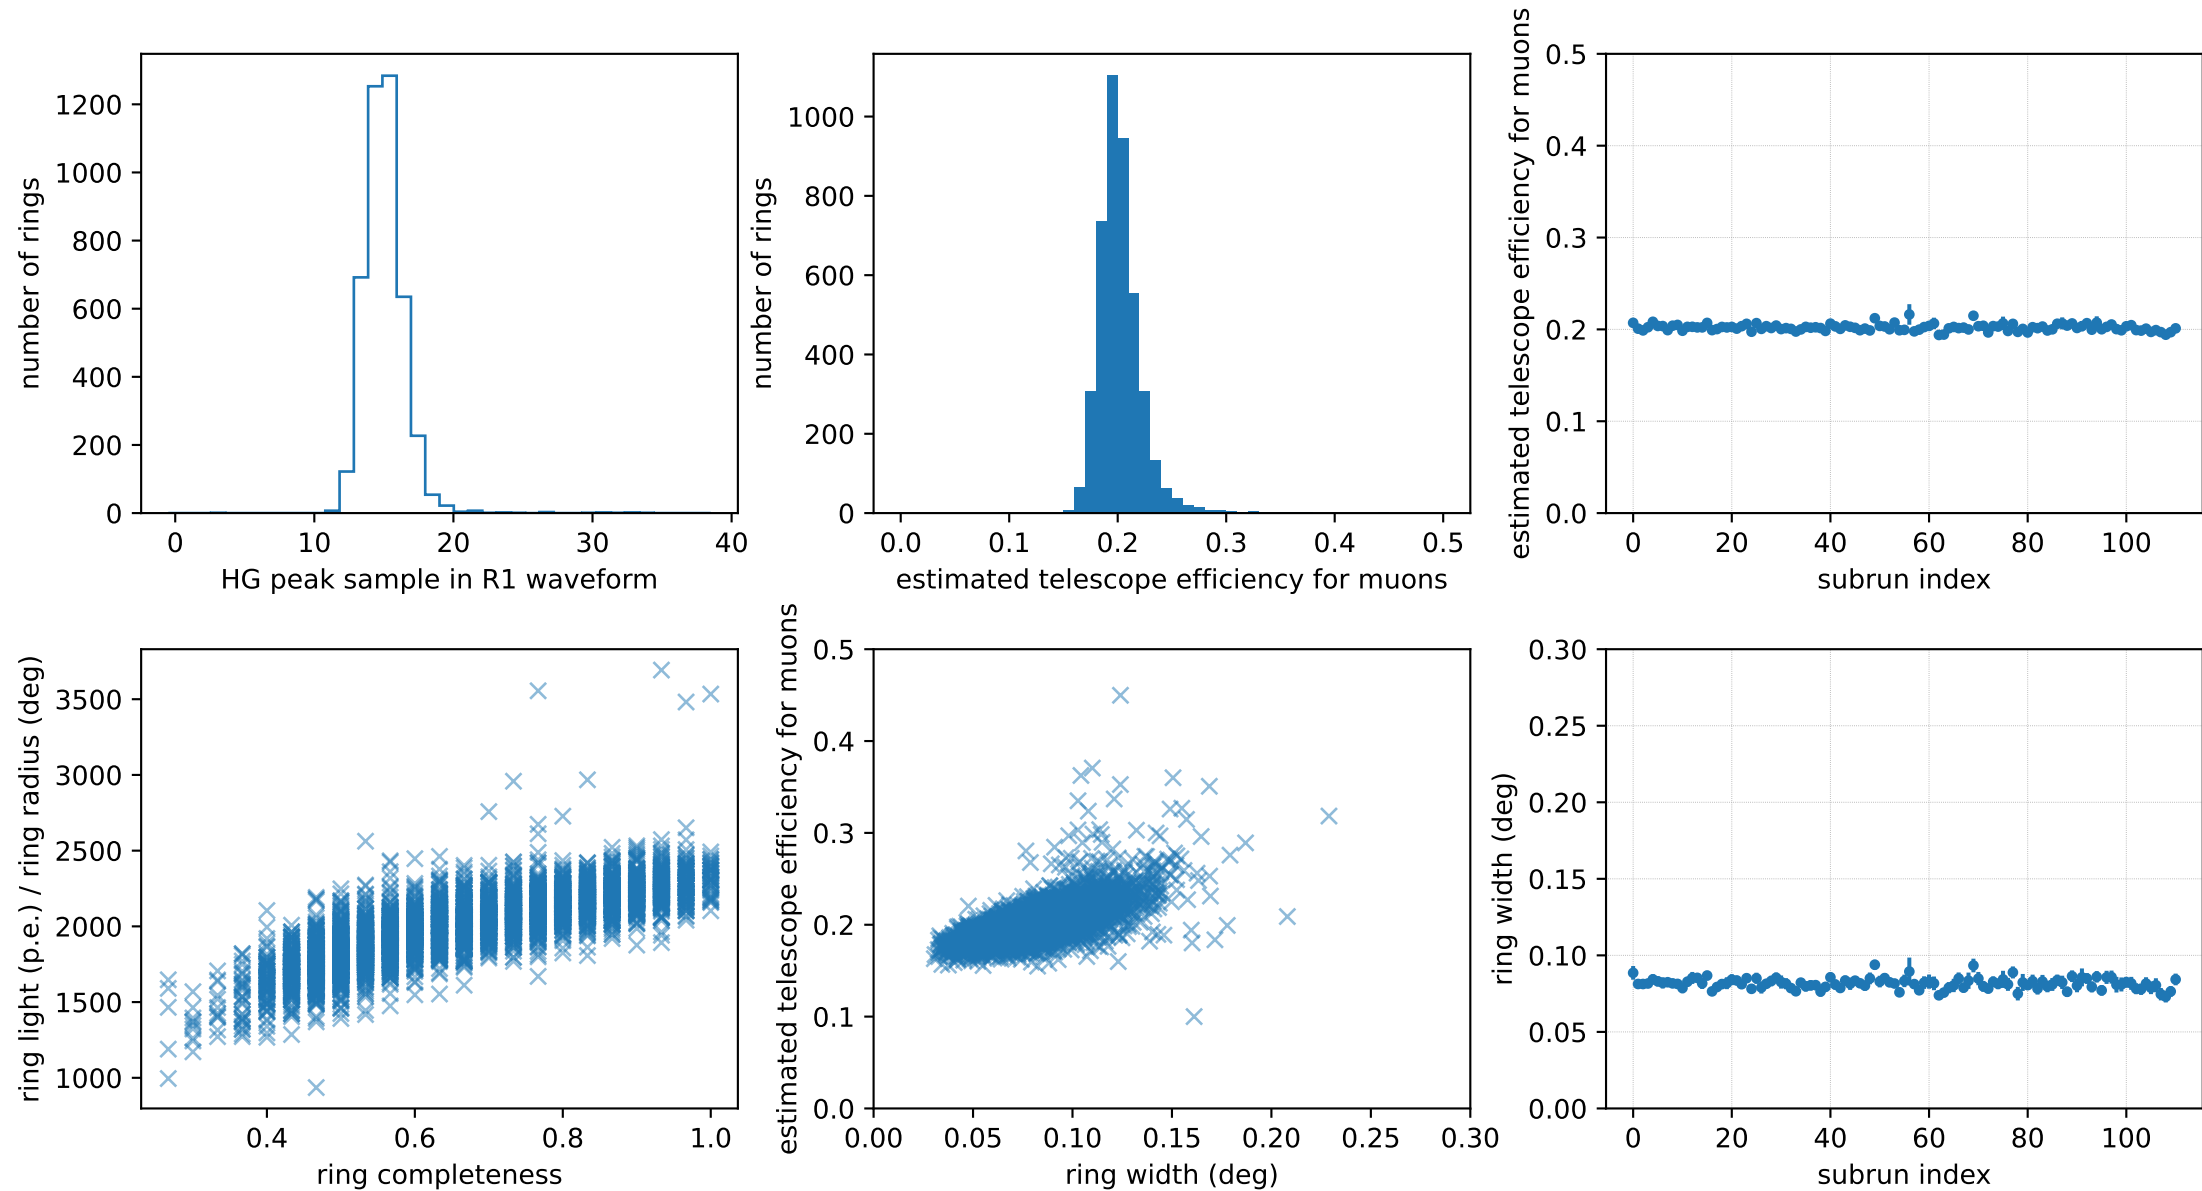 number of rings
1200
1000
800
600
400
200
0
0 10 20 30 40
HG peak sample in R1 waveform
number of rings
1000
800
600
400
200
0
0.0 0.1 0.2 0.3 0.4 0.5
estimated telescope efficiency for muons
estimated telescope efficiency for muons
0.5
0.4
0.3
0.2
0.1
0.0
0 20 40 60 80 100
subrun index
ring light (p.e.) / ring radius (deg)
3500
3000
2500
2000
1500
1000
0.4 0.6 0.8 1.0
ring completeness
estimated telescope efficiency for muons
0.5
0.4
0.3
0.2
0.1
0.0
0.00 0.05 0.10 0.15 0.20 0.25 0.30
ring width (deg)
ring width (deg)
0.30
0.25
0.20
0.15
0.10
0.05
0.00
0 20 40 60 80 100
subrun index